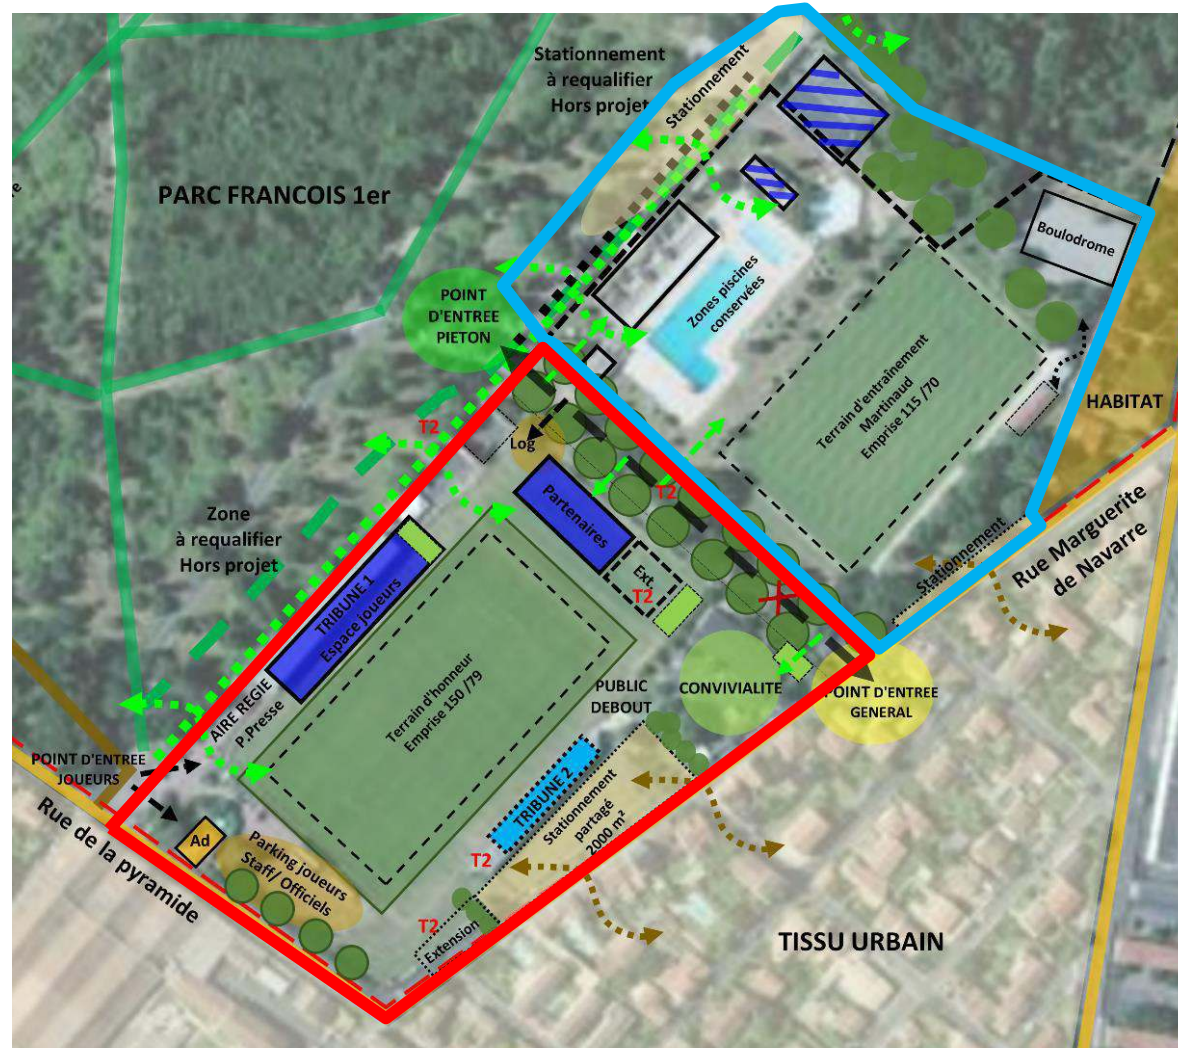 Stationnement
à requalifier
Hors projet
Stationnement
PARC FRANCOIS 1er
Boulodrome
Zones piscines
conservées
POINT
D'ENTREE
PIETON
Terrain d'entraînement
Martinaud
Emprise 115 /70
HABITAT
T2
Log
Partenaires
T2
Zone
à requalifier
Hors projet
Stationnement
Rue Marguerite
de Navarre
Ext.
T2
TRIBUNE 1
Espace joueurs
Terrain d'honneur
Emprise 150 /79
PUBLIC
DEBOUT
CONVIVIALITE
POINT D'ENTREE
GENERAL
AIRE REGIE
P.Presse
POINT D'ENTREE
JOUEURS
TRIBUNE 2
Stationnement
partagé
2000 m²
Rue de la pyramide
Ad
Parking joueurs
Staff/ Officiels
T2
T2
Extension
TISSU URBAIN